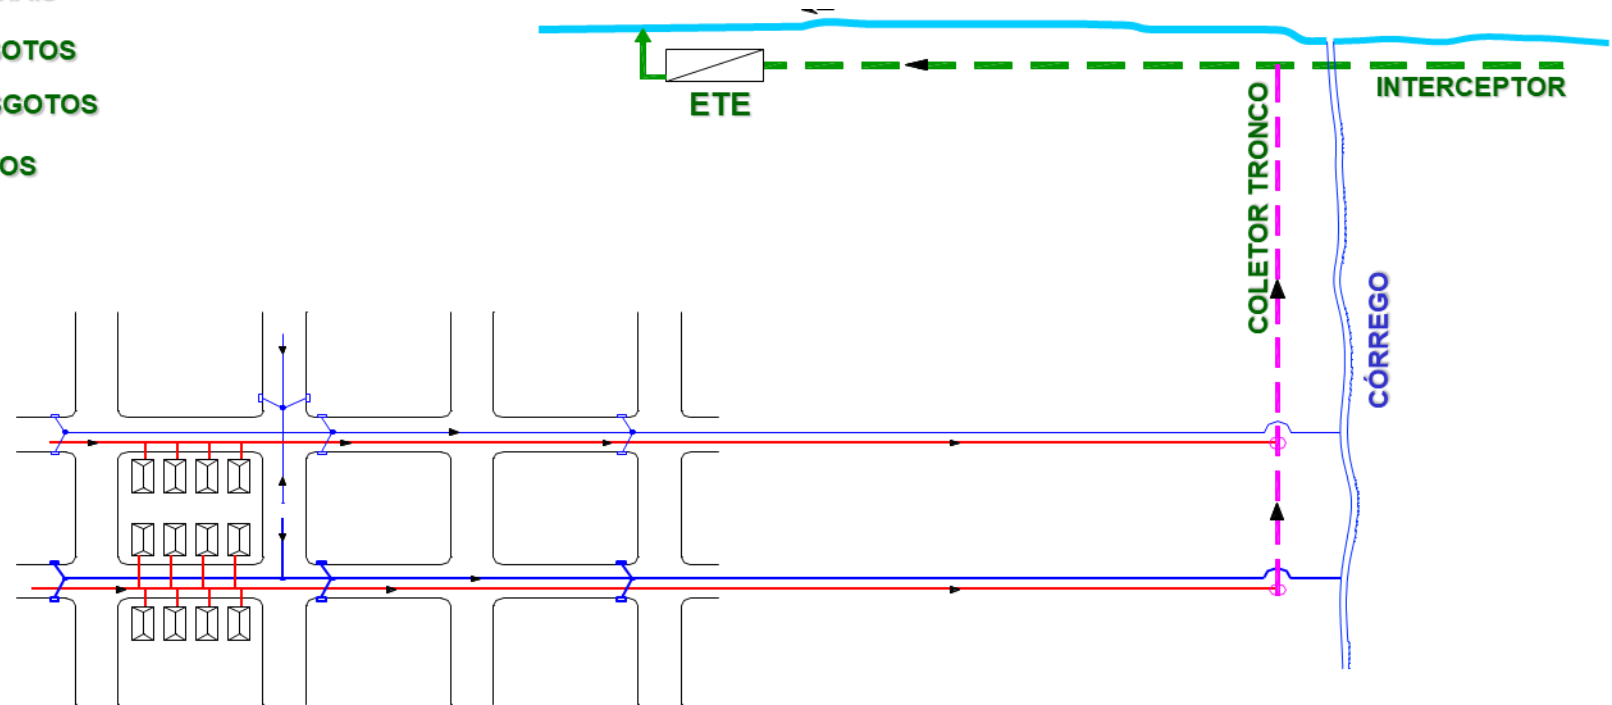 OTOS
GOTOS
OS
ETE
INTERCEPTOR
COLETOR TRONCO
CÓRREGO